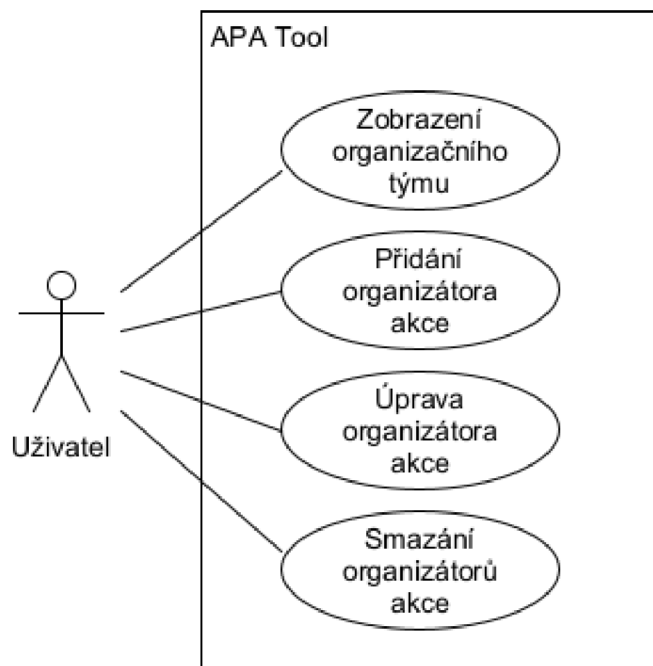 APA Tool
Zobrazení
organizačního
týmu
Přidání
organizátora
akce
Úprava
organizátora
akce
Uživatel
Smazání
organizátorů
akce